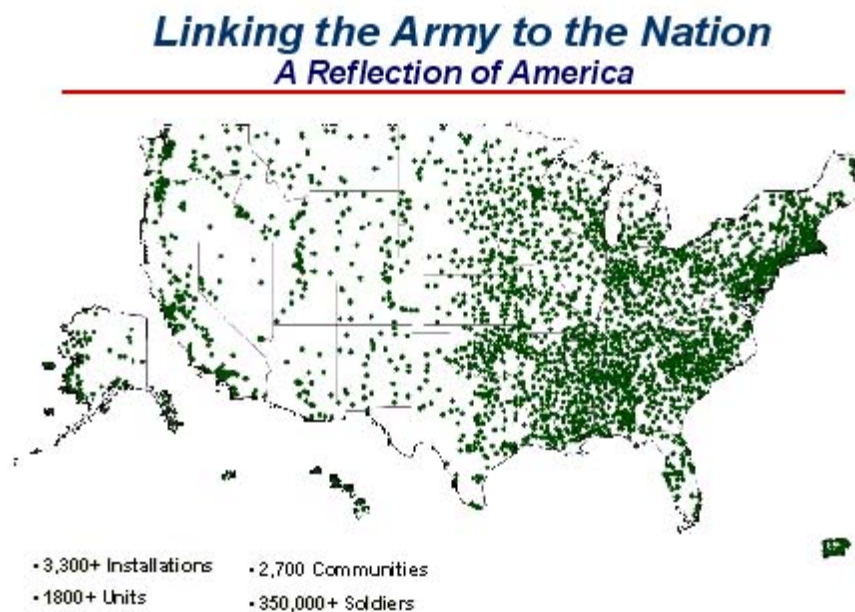 Linking the Army to the Nation
A Reflection of America
• 3,300+ Installations
• 2,700 Communities
• 1800+ Units
• 350,000+ Soldiers